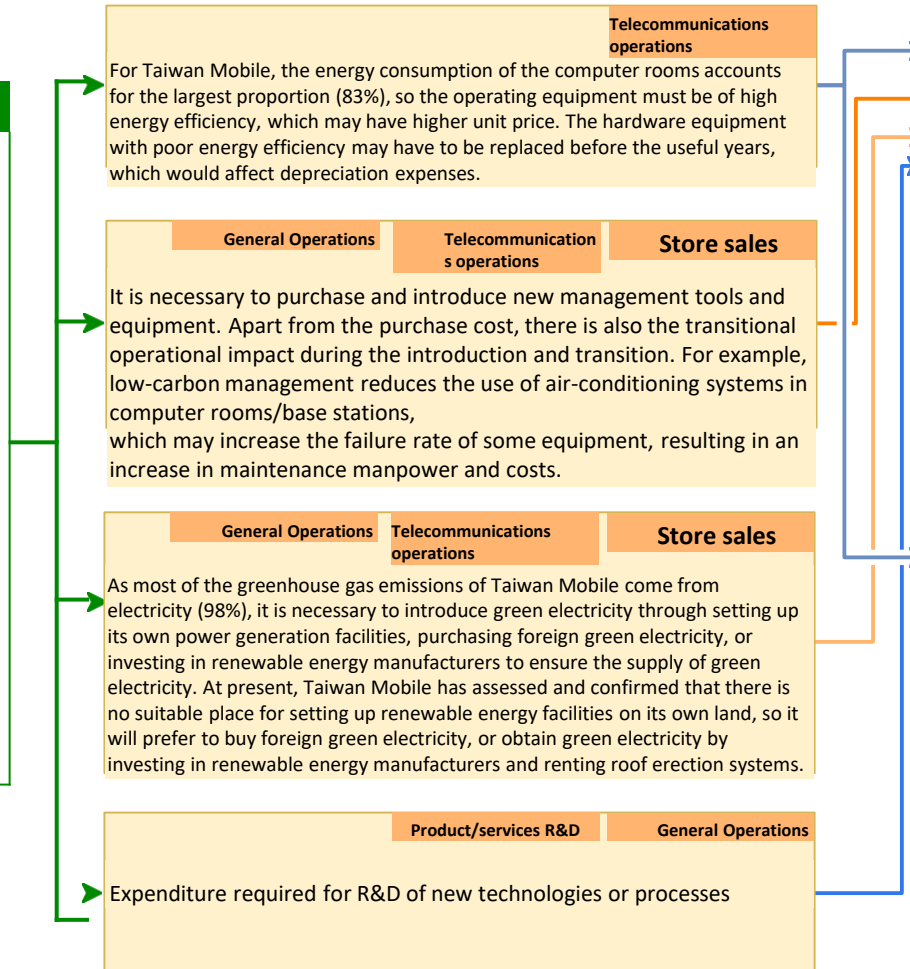 Telecommunications
operations
For Taiwan Mobile, the energy consumption of the computer rooms accounts
for the largest proportion (83%), so the operating equipment must be of high
energy efficiency, which may have higher unit price. The hardware equipment
with poor energy efficiency may have to be replaced before the useful years,
which would affect depreciation expenses.
General Operations
Telecommunication
s operations
Store sales
It is necessary to purchase and introduce new management tools and
equipment. Apart from the purchase cost, there is also the transitional
operational impact during the introduction and transition. For example,
low-carbon management reduces the use of air-conditioning systems in
computer rooms/base stations,
which may increase the failure rate of some equipment, resulting in an
increase in maintenance manpower and costs.
General Operations
Telecommunications
operations
Store sales
As most of the greenhouse gas emissions of Taiwan Mobile come from
electricity (98%), it is necessary to introduce green electricity through setting up
its own power generation facilities, purchasing foreign green electricity, or
investing in renewable energy manufacturers to ensure the supply of green
electricity. At present, Taiwan Mobile has assessed and confirmed that there is
no suitable place for setting up renewable energy facilities on its own land, so it
will prefer to buy foreign green electricity, or obtain green electricity by
investing in renewable energy manufacturers and renting roof erection systems.
Product/services R&D
General Operations
Expenditure required for R&D of new technologies or processes